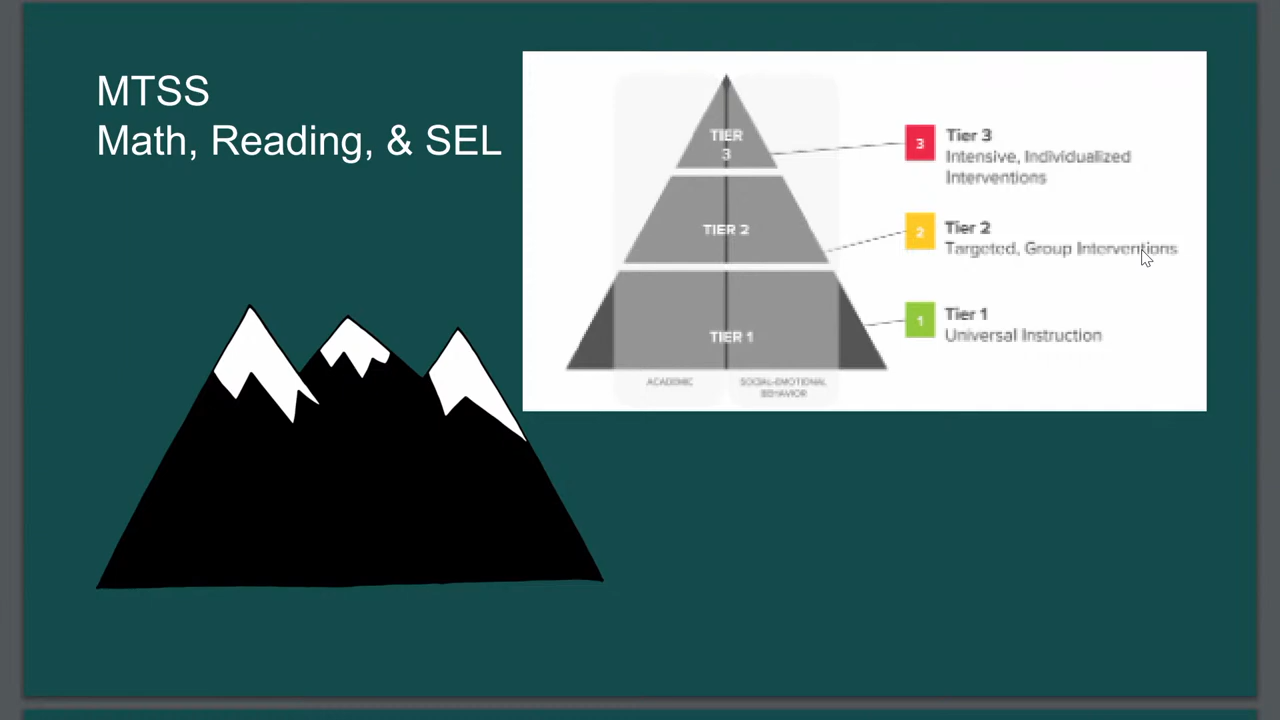 MTSS
Math, Reading, & SEL
TIER
3
TIER 2
TIER 1
ACADEMIC
SOCIAL-EMOTIONAL
BEHAVIOR
3
Tier 3
Intensive, Individualized
Interventions
2
Tier 2
Targeted, Group Interventions
1
Tier 1
Universal Instruction